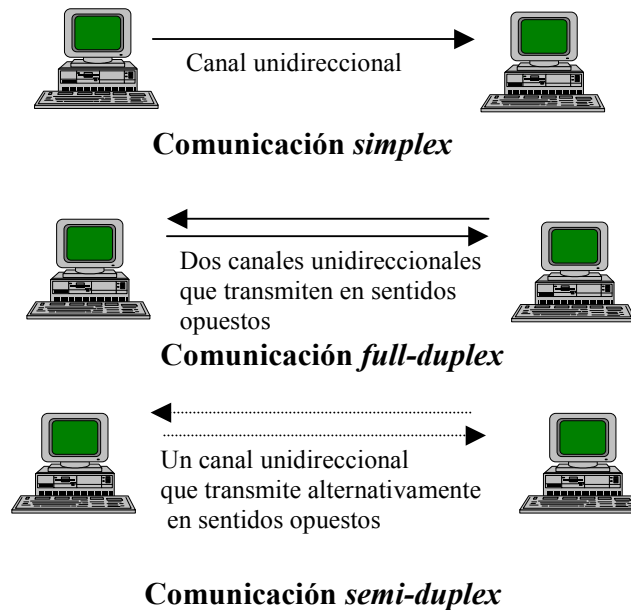 Canal unidireccional
Comunicación simplex
Dos canales unidireccionales
que transmiten en sentidos
opuestos
Comunicación full-duplex
Un canal unidireccional
que transmite alternativamente
en sentidos opuestos
Comunicación semi-duplex